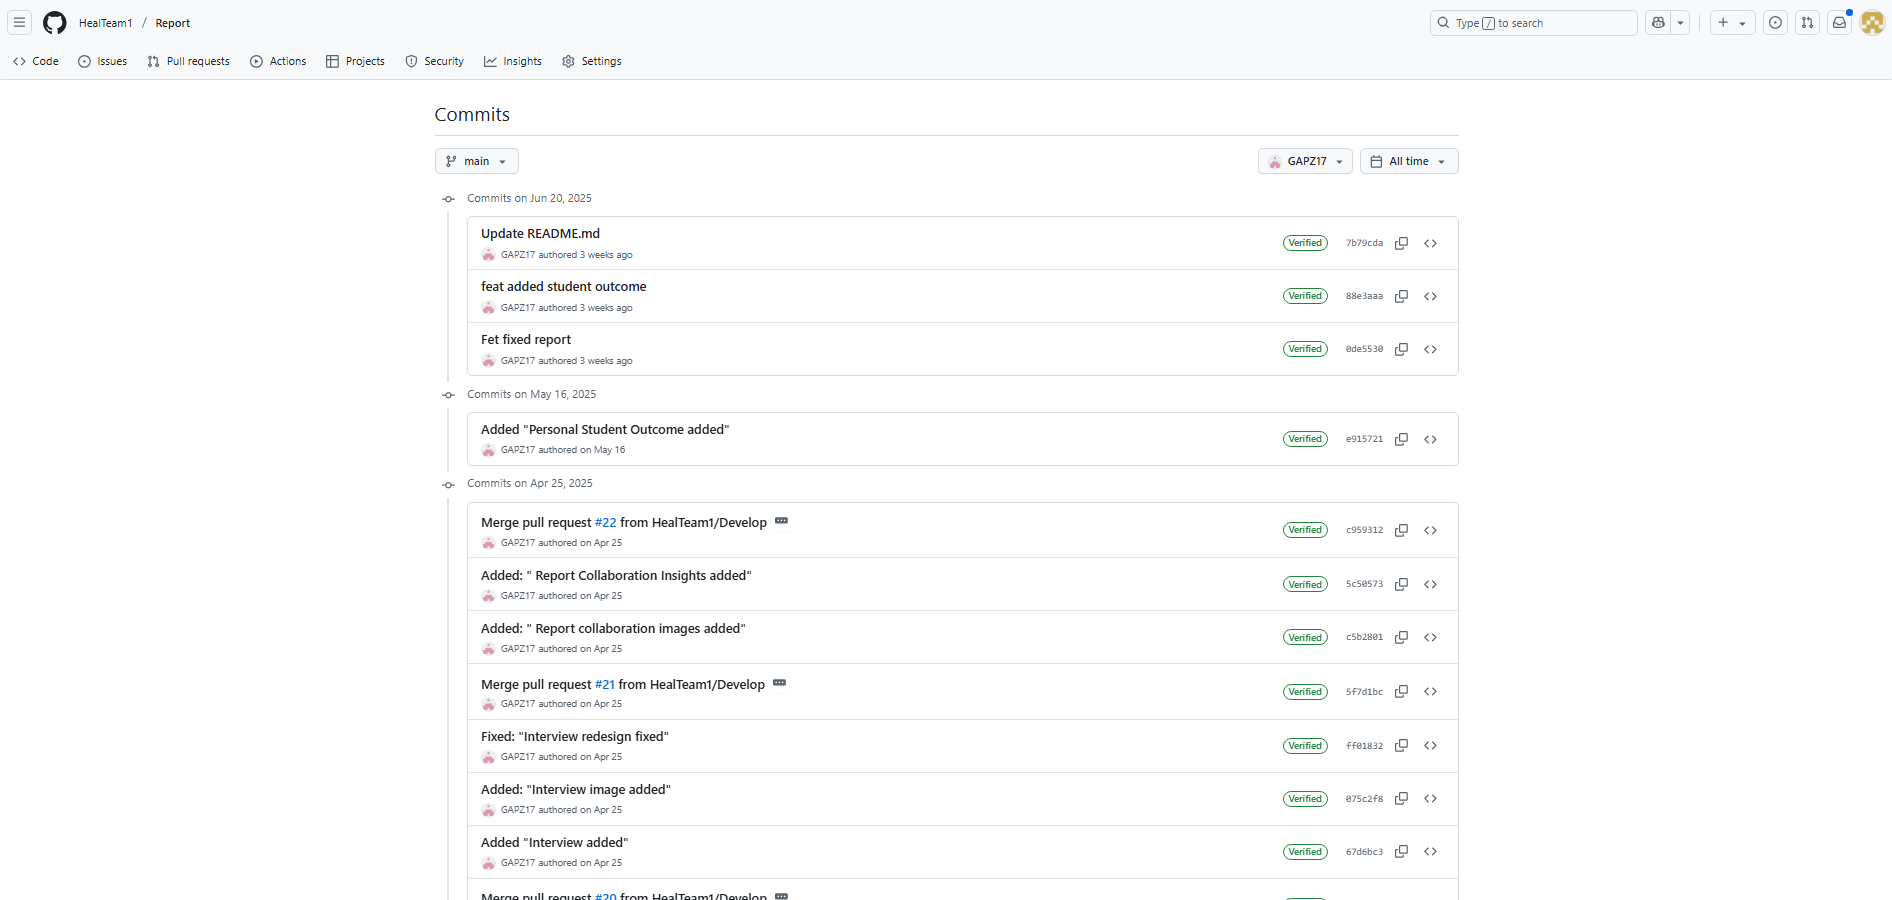 HealTeam1 / Report
Type / to search
Code Issues Pull requests Actions Projects Security Insights Settings
Commits
main GAPZ17 All time
Commits on Jun 20, 2025
Update README.md
GAPZ17 authored 3 weeks ago
Verified 7b79cda
feat added student outcome
GAPZ17 authored 3 weeks ago
Verified 88e3aaa
Fet fixed report
GAPZ17 authored 3 weeks ago
Verified 0de5530
Commits on May 16, 2025
Added "Personal Student Outcome added"
GAPZ17 authored on May 16
Verified e915721
Commits on Apr 25, 2025
Merge pull request #22 from HealTeam1/Develop
GAPZ17 authored on Apr 25
Verified c959312
Added: " Report Collaboration Insights added"
GAPZ17 authored on Apr 25
Verified 5c50573
Added: " Report collaboration images added"
GAPZ17 authored on Apr 25
Verified c5b2801
Merge pull request #21 from HealTeam1/Develop
GAPZ17 authored on Apr 25
Verified 5f7d1bc
Fixed: "Interview redesign fixed"
GAPZ17 authored on Apr 25
Verified ff01832
Added: "Interview image added"
GAPZ17 authored on Apr 25
Verified 075c2f8
Added "Interview added"
GAPZ17 authored on Apr 25
Verified 67d6bc3
Merge pull request #20 from HealTeam1/Develop